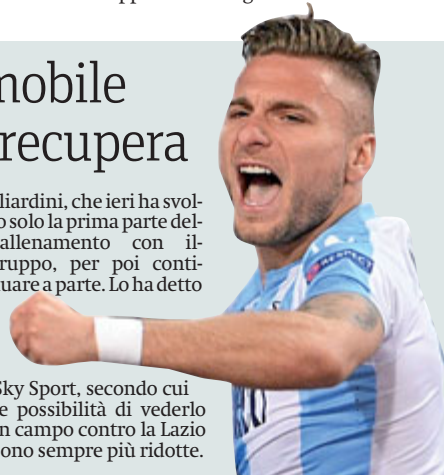 mobile
recupera
liardini, che ieri ha svol-
o solo la prima parte del-
allenamento con il-
ruppo, per poi conti-
uare a parte. Lo ha detto
Sky Sport, secondo cui
e possibilità di vederlo
n campo contro la Lazio
ono sempre più ridotte.
RESPECT